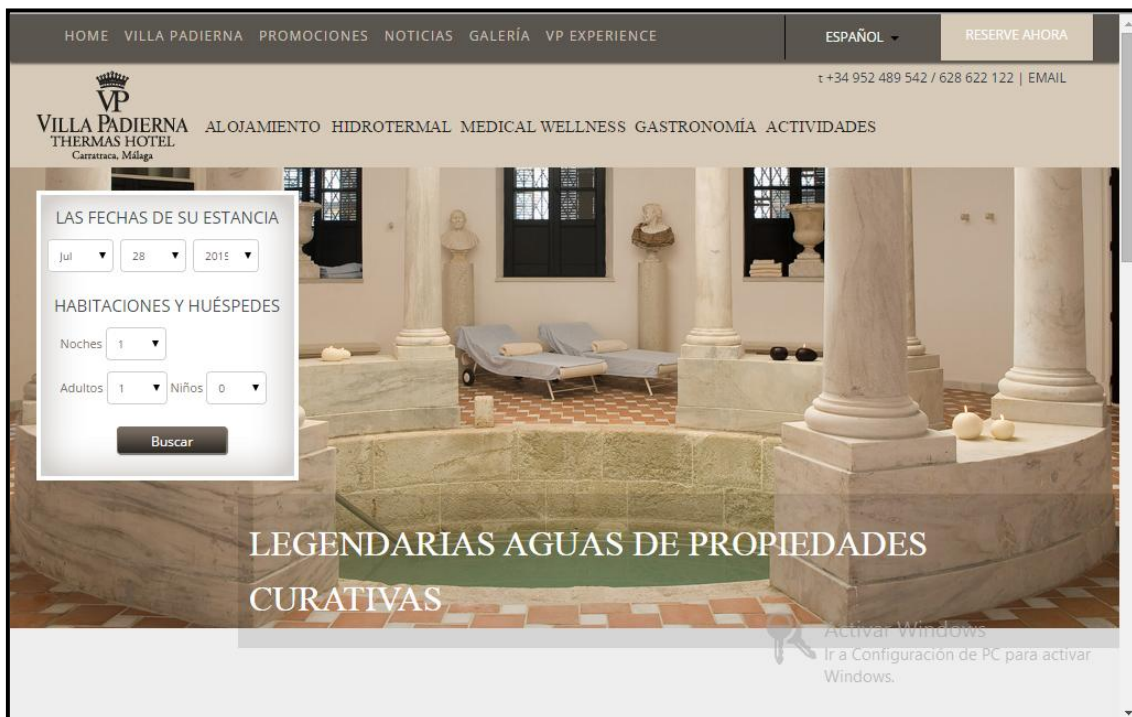 HOME VILLA PADIERNA PROMOCIONES NOTICIAS GALERÍA VP EXPERIENCE
ESPAÑOL
RESERVE AHORA
t +34 952 489 542 / 628 622 122 | EMAIL
VP
VILLA PADIERNA
THERMAS HOTEL
Carratraca, Málaga
ALOJAMIENTO HIDROTERMAL MEDICAL WELLNESS GASTRONOMÍA ACTIVIDADES
LAS FECHAS DE SU ESTANCIA
Jul 28 2015
HABITACIONES Y HUÉSPEDES
Noches 1
Adultos 1 Niños 0
Buscar
LEGENDARIAS AGUAS DE PROPIEDADES
CURATIVAS
Activar Windows
Ir a Configuración de PC para activar
Windows.